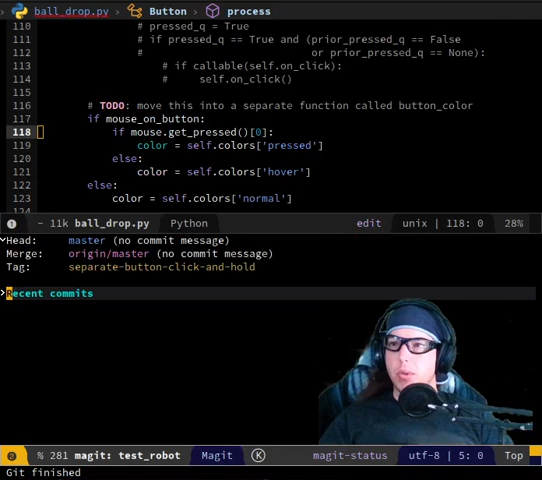 ball_drop.py › Button › process
110 # pressed_q = True
111 # if pressed_q == True and (prior_pressed_q == False
112 # or prior_pressed_q == None):
113 # if callable(self.on_click):
114 # self.on_click()
115
116 # TODO: move this into a separate function called button_color
117 if mouse_on_button:
118 if mouse.get_pressed()[0]:
119 color = self.colors['pressed']
120 else:
121 color = self.colors['hover']
122 else:
123 color = self.colors['normal']
124
1 - 11k ball_drop.py Python edit unix | 118: 0 28%
Head: master (no commit message)
Merge: origin/master (no commit message)
Tag: separate-button-click-and-hold
Recent commits
% 281 magit: test_robot Magit K magit-status utf-8 | 5: 0 Top
Git finished